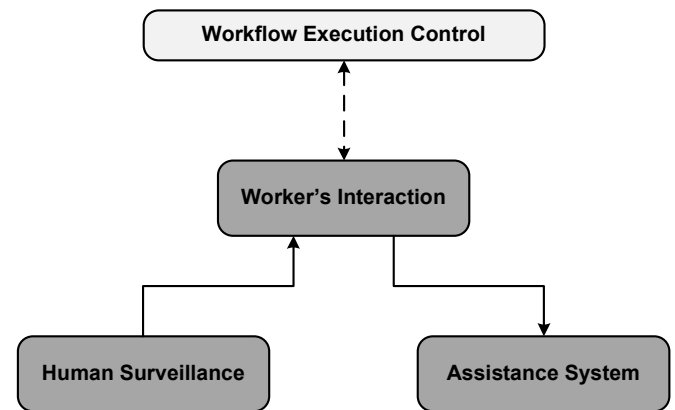 Workflow Execution Control
Worker’s Interaction
Human Surveillance
Assistance System